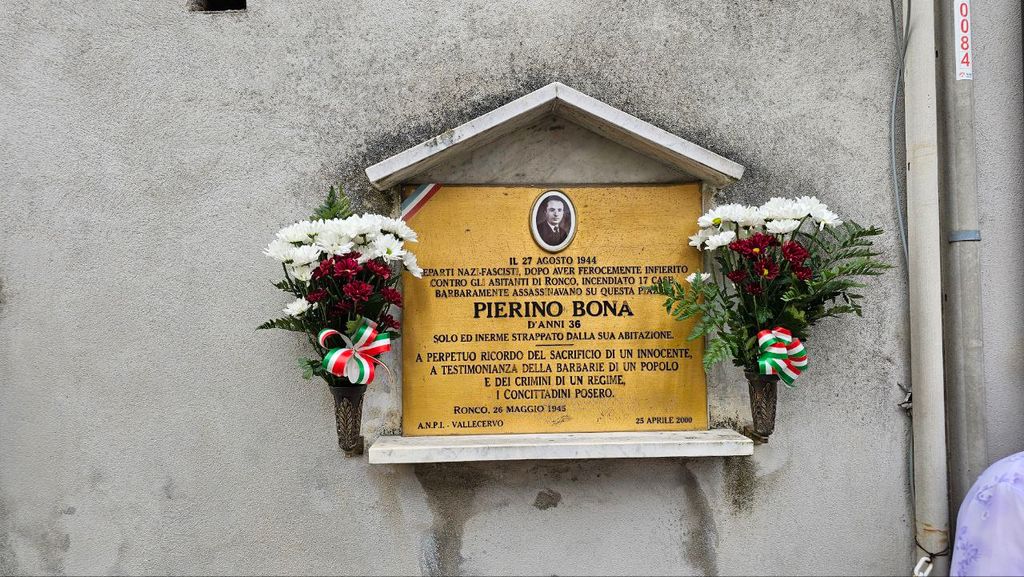 0084
IL 27 AGOSTO 1944
REPARTI NAZI-FASCISTI, DOPO AVER FEROCEMENTE INFIERITO
CONTRO GLI ABITANTI DI RONCO, INCENDIATO 17 CASE
BARBARAMENTE ASSASSINAVANO SU QUESTA
PIERINO BONA
D'ANNI 36
SOLO ED INERME STRAPPATO DALLA SUA ABITAZIONE.
A PERPETUO RICORDO DEL SACRIFICIO DI UN INNOCENTE,
A TESTIMONIANZA DELLA BARBARIE DI UN POPOLO
E DEI CRIMINI DI UN REGIME,
I CONCITTADINI POSERO.
RONCO, 26 MAGGIO 1945
A.N.P.I. - VALLECERVO 25 APRILE 2000